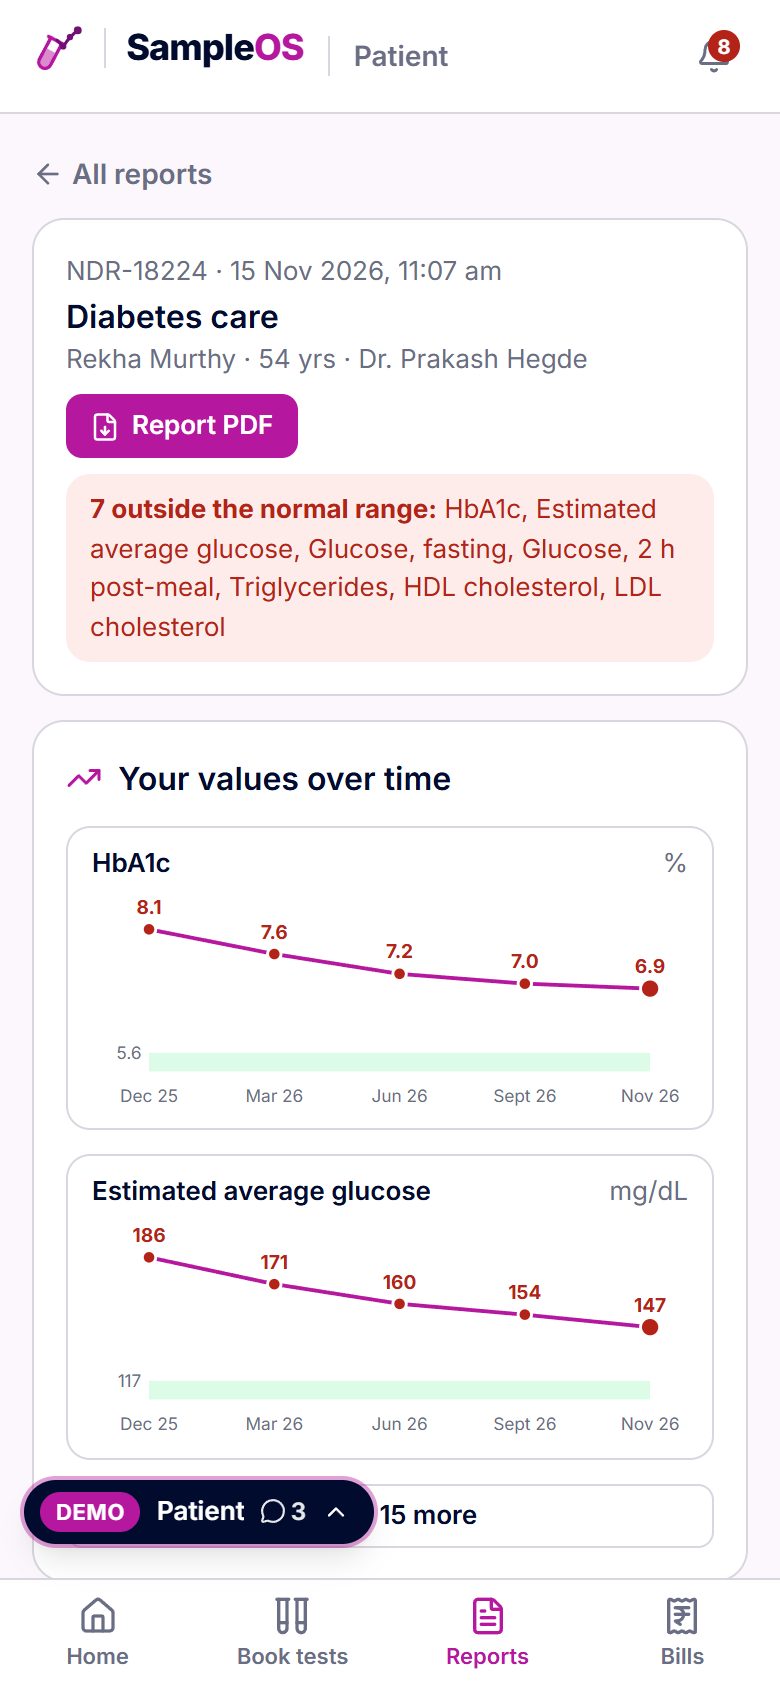 SampleOS
Patient
8
All reports
NDR-18224 · 15 Nov 2026, 11:07 am
Diabetes care
Rekha Murthy · 54 yrs · Dr. Prakash Hegde
Report PDF
7 outside the normal range: HbA1c, Estimated
average glucose, Glucose, fasting, Glucose, 2 h
post-meal, Triglycerides, HDL cholesterol, LDL
cholesterol
Your values over time
HbA1c %
8.1 7.6 7.2 7.0 6.9
5.6
Dec 25 Mar 26 Jun 26 Sept 26 Nov 26
Estimated average glucose mg/dL
186 171 160 154 147
117
Dec 25 Mar 26 Jun 26 Sept 26 Nov 26
DEMO Patient 3
15 more
Home Book tests Reports Bills